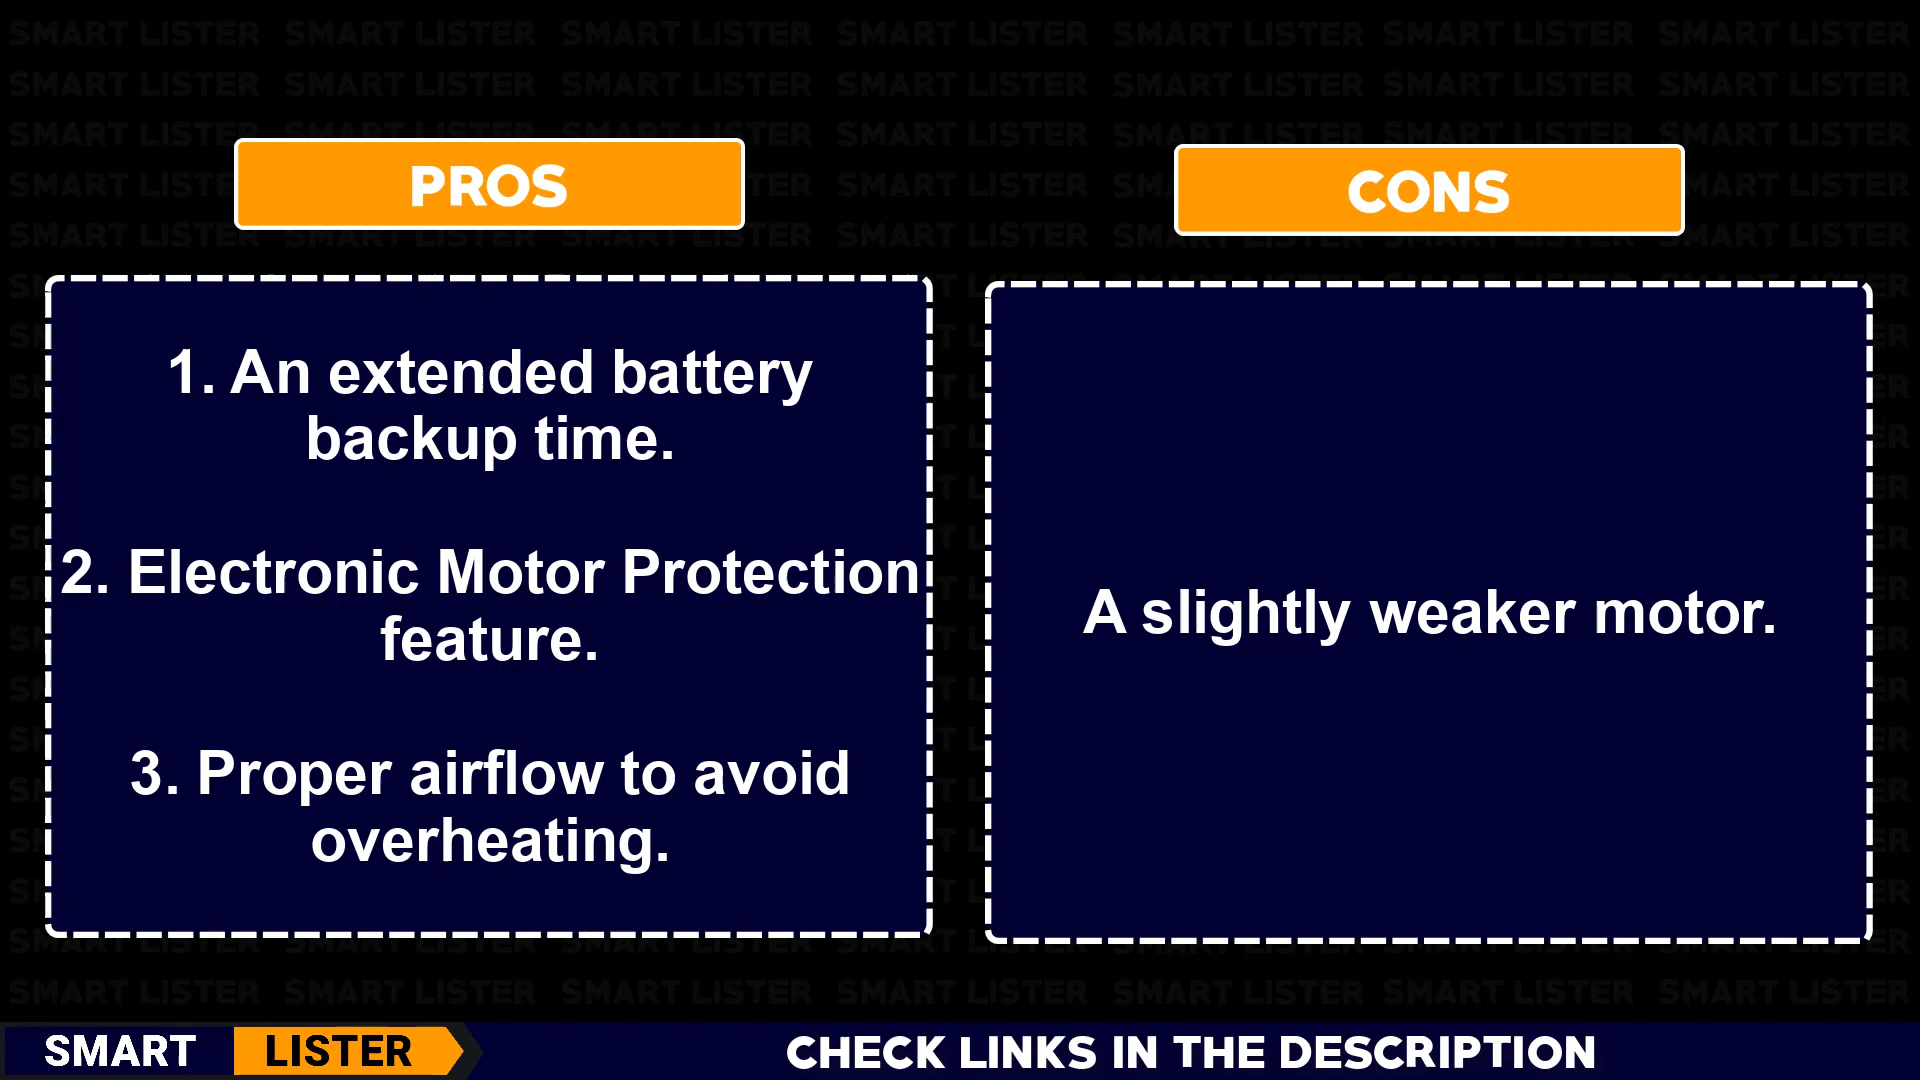 PROS
1. An extended battery
backup time.
2. Electronic Motor Protection
feature.
3. Proper airflow to avoid
overheating.
CONS
A slightly weaker motor.
SMART LISTER
CHECK LINKS IN THE DESCRIPTION